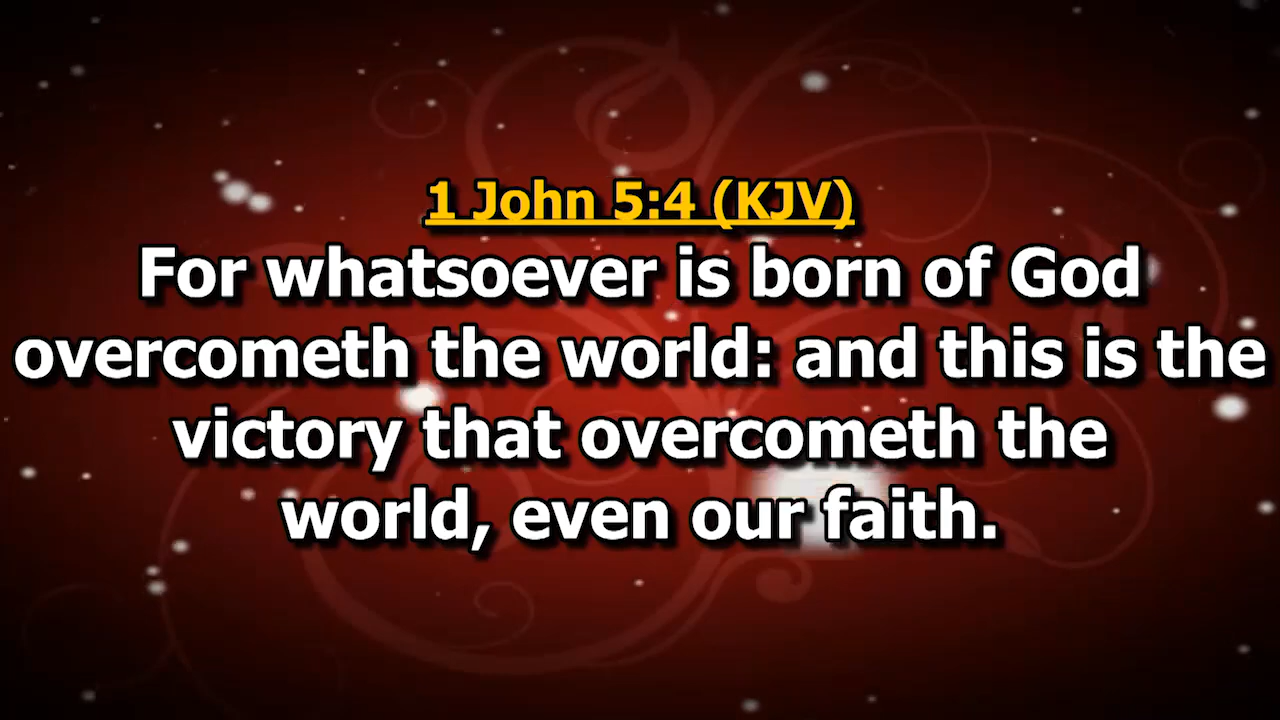 1 John 5:4 (KJV)
For whatsoever is born of God
overcometh the world: and this is the
victory that overcometh the
world, even our faith.